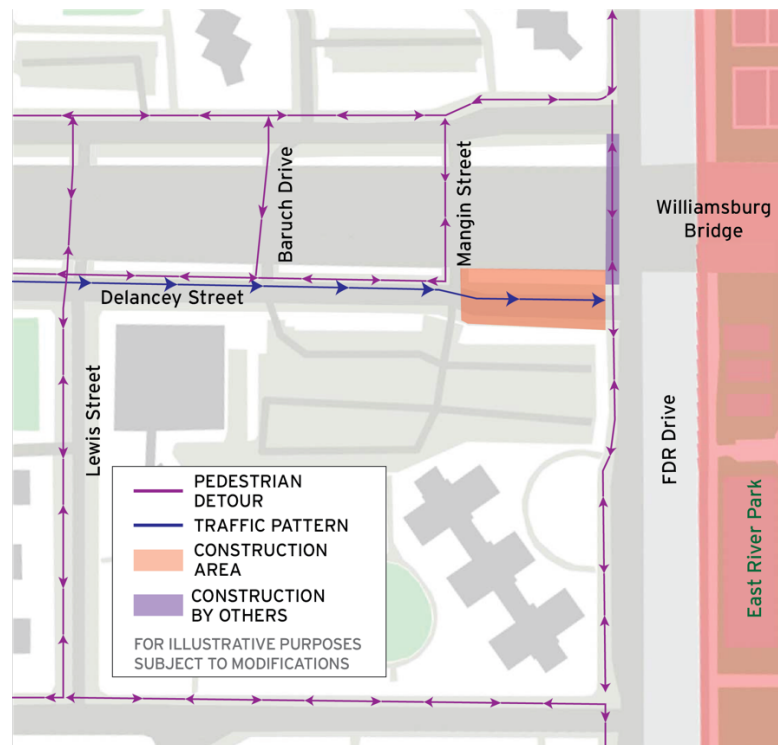 Williamsburg
Bridge
Baruch Drive
Mangin Street
Delancey Street
Lewis Street
FDR Drive
East River Park
PEDESTRIAN
DETOUR
TRAFFIC PATTERN
CONSTRUCTION
AREA
CONSTRUCTION
BY OTHERS
FOR ILLUSTRATIVE PURPOSES
SUBJECT TO MODIFICATIONS